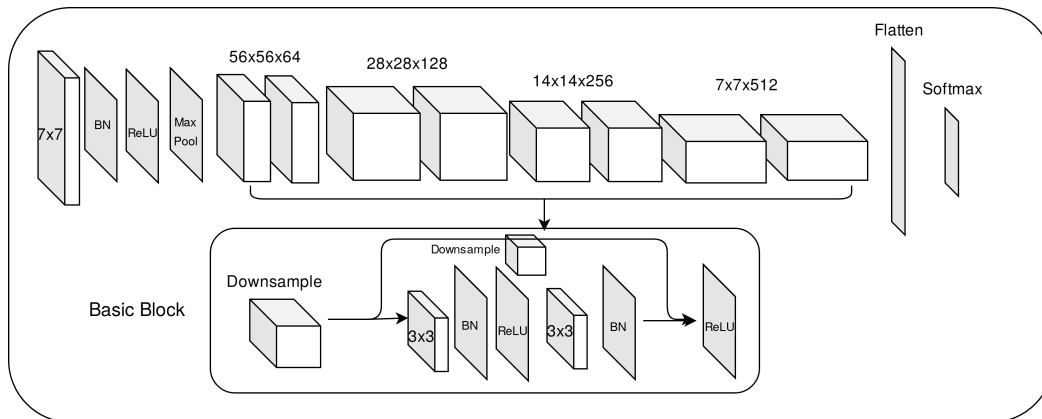 Flatten
56x56x64
28x28x128
14x14x256
7x7x512
Softmax
7x7
BN
ReLU
Max
Pool
Downsample
Downsample
Basic Block
3x3
BN
ReLU
3x3
BN
ReLU